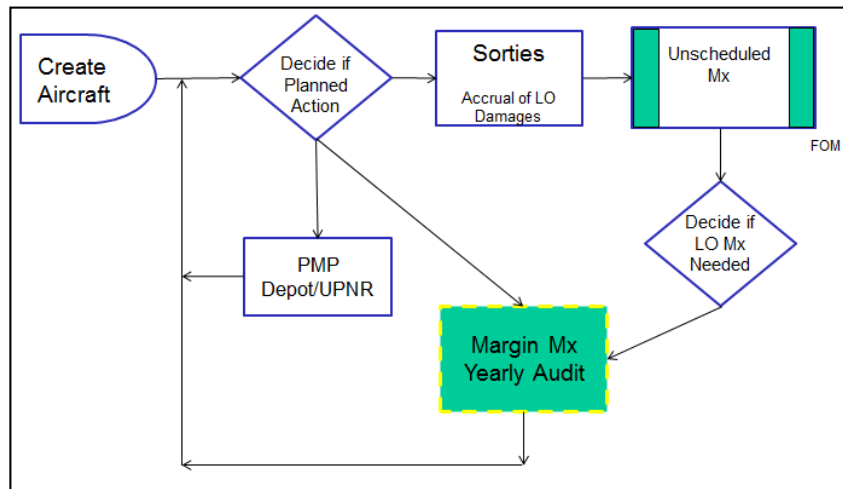 Create
Aircraft
Decide if
Planned
Action
Sorties
Accrual of LO
Damages
Unscheduled
Mx
FOM
Decide if
LO Mx
Needed
PMP
Depot/UPNR
Margin Mx
Yearly Audit